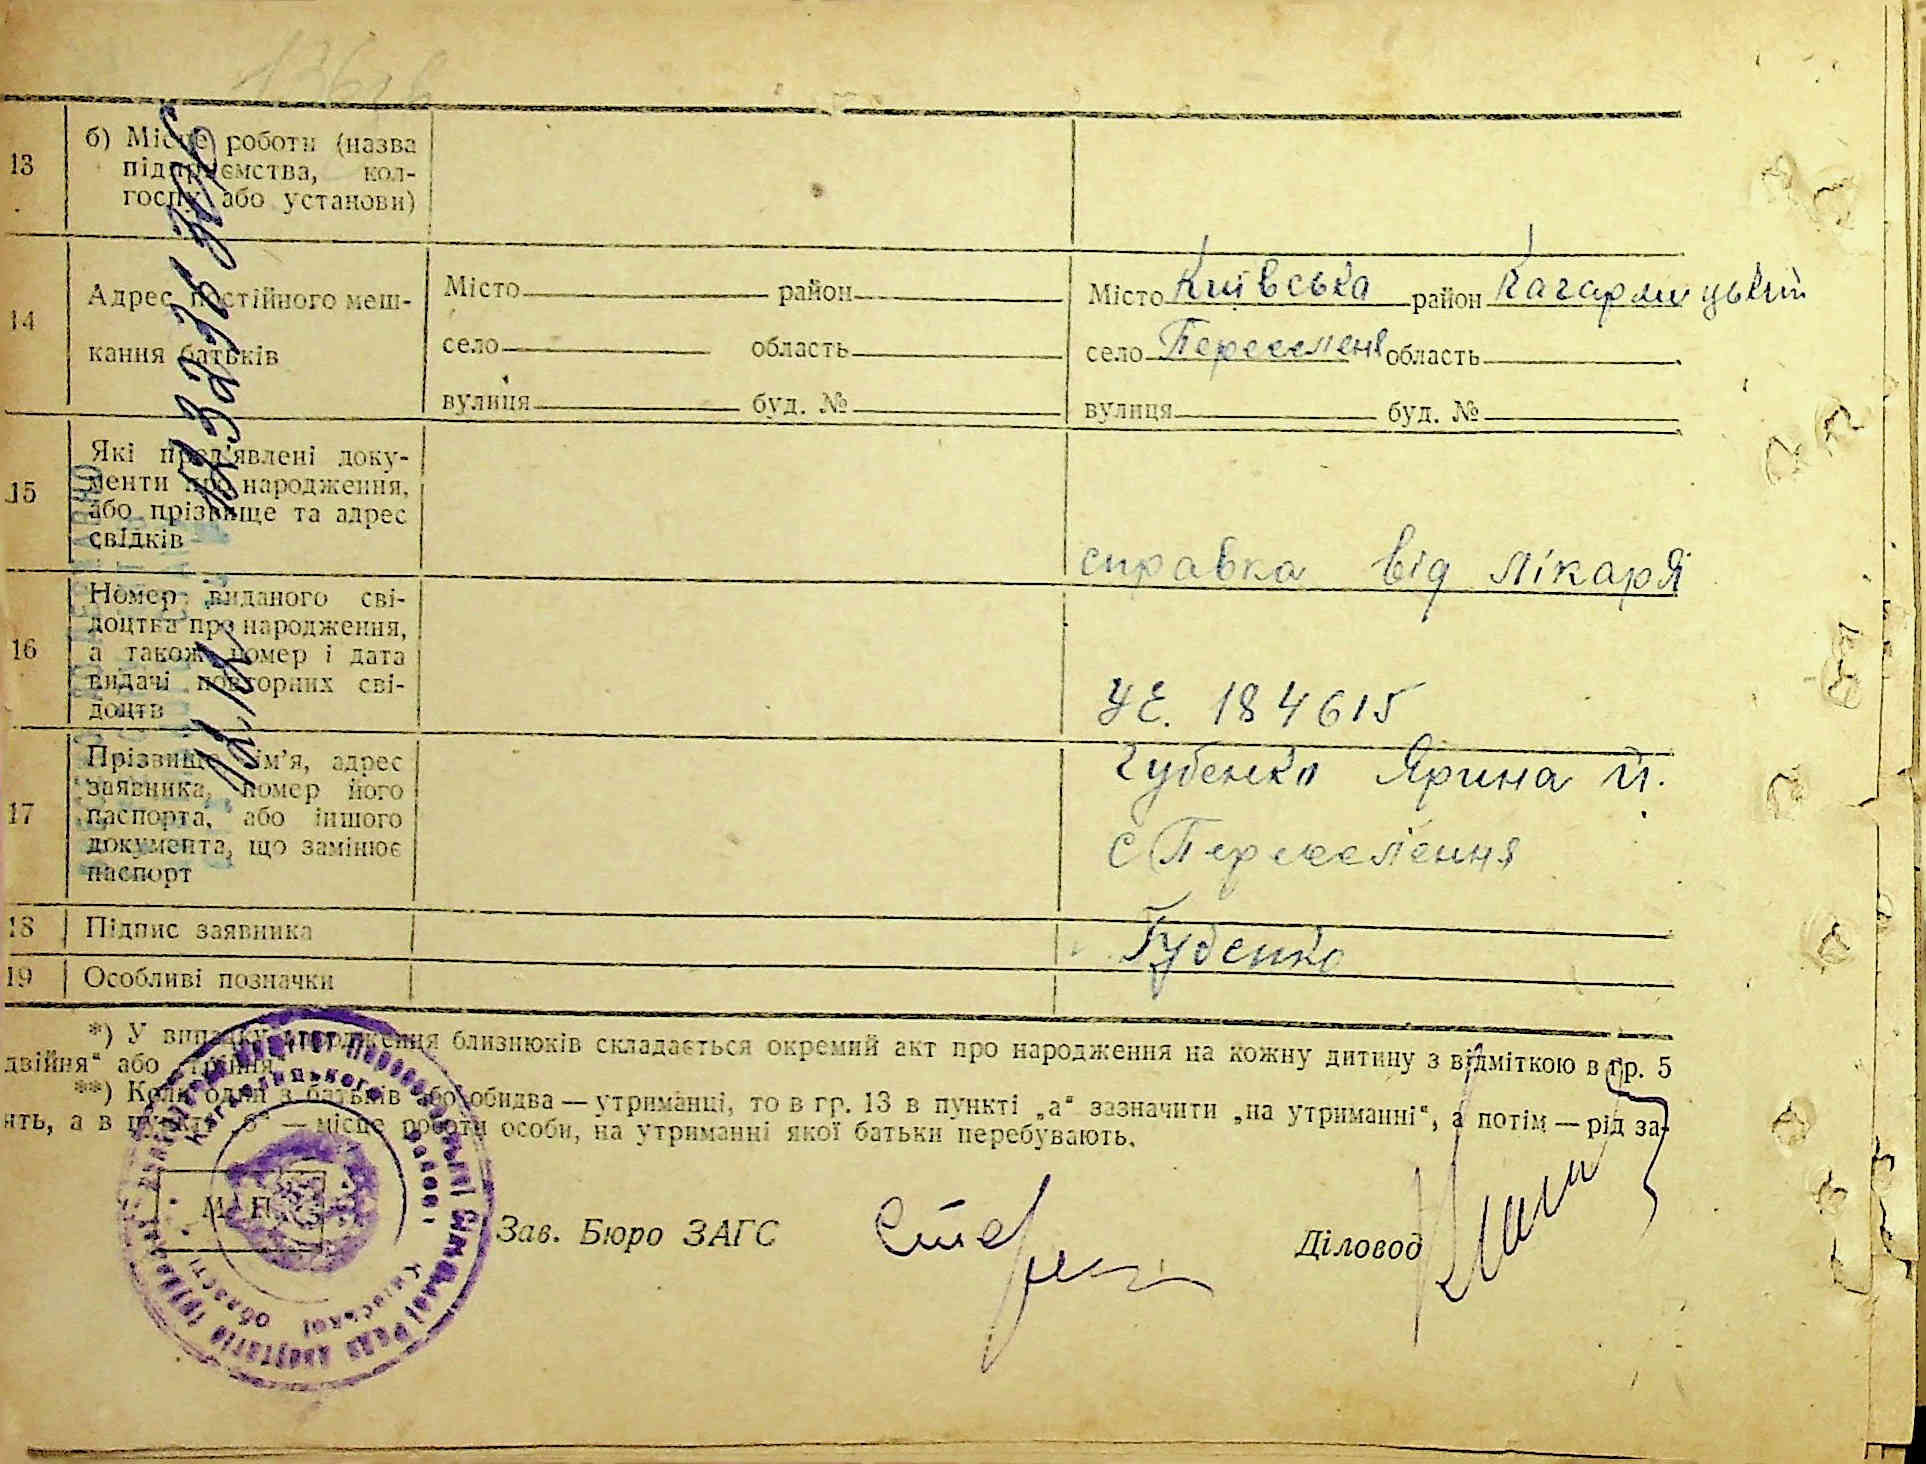 13 б) Місце роботи (назва
підприємства, кол-
госпу або установи)
14 Адрес постійного меш-
кання батьків
Місто район
село область
вулиця буд. №
Місто Київська район Кагарлицький
село Переселення область
вулиця буд. №
15 Які пред'явлені доку-
менти про народження,
або прізвище та адрес
свідків
справка від лікаря
16 Номер виданого сві-
доцтва про народження,
а також номер і дата
видачі повторних сві-
доцтв
УЕ. 184615
17 Прізвище ім'я, адрес
заявника, номер його
паспорта, або іншого
документа, що замінює
паспорт
Губенко Ярина Й.
с Переселення
18 Підпис заявника
Губенко
19 Особливі позначки
*) У випадку народження близнюків складається окремий акт про народження на кожну дитину з відміткою в гр. 5
двійня“ або „трійня
**) Коли один з батьків або обидва — утриманці, то в гр. 13 в пункті „а“ зазначити „на утриманні“, а потім — рід за-
ять, а в пункті „б“ — місце роботи особи, на утриманні якої батьки перебувають.
М. П.
Кагарлицького району
Київської області
Зав. Бюро ЗАГС
Діловод